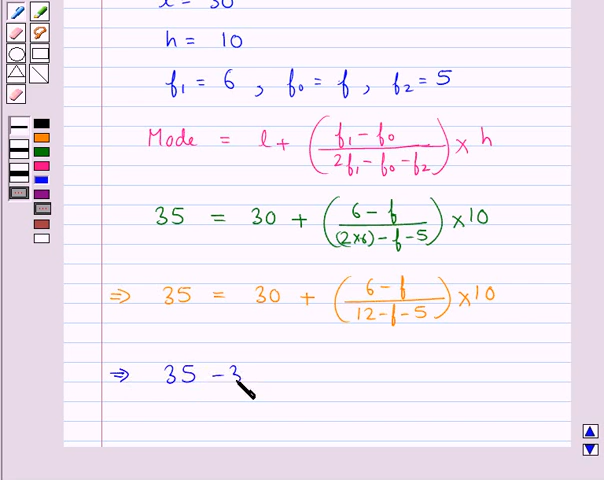 l = 30
h = 10
f₁ = 6 , f₀ = f , f₂ = 5
Mode = l + ( (f₁ - f₀) / (2f₁ - f₀ - f₂) ) × h
35 = 30 + ( (6 - f) / ((2×6) - f - 5) ) × 10
⇒ 35 = 30 + ( (6 - f) / (12 - f - 5) ) × 10
⇒ 35 - 3